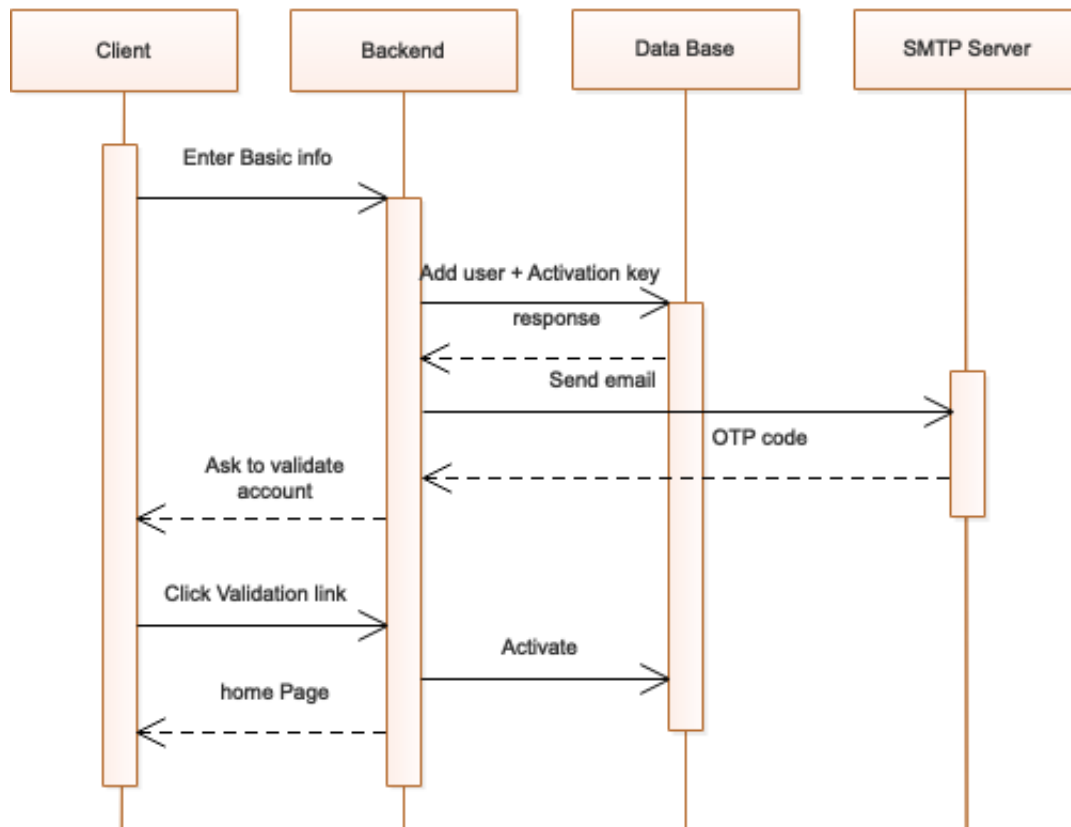 Client
Backend
Data Base
SMTP Server
Enter Basic info
Add user + Activation key
response
Send email
OTP code
Ask to validate
account
Click Validation link
Activate
home Page